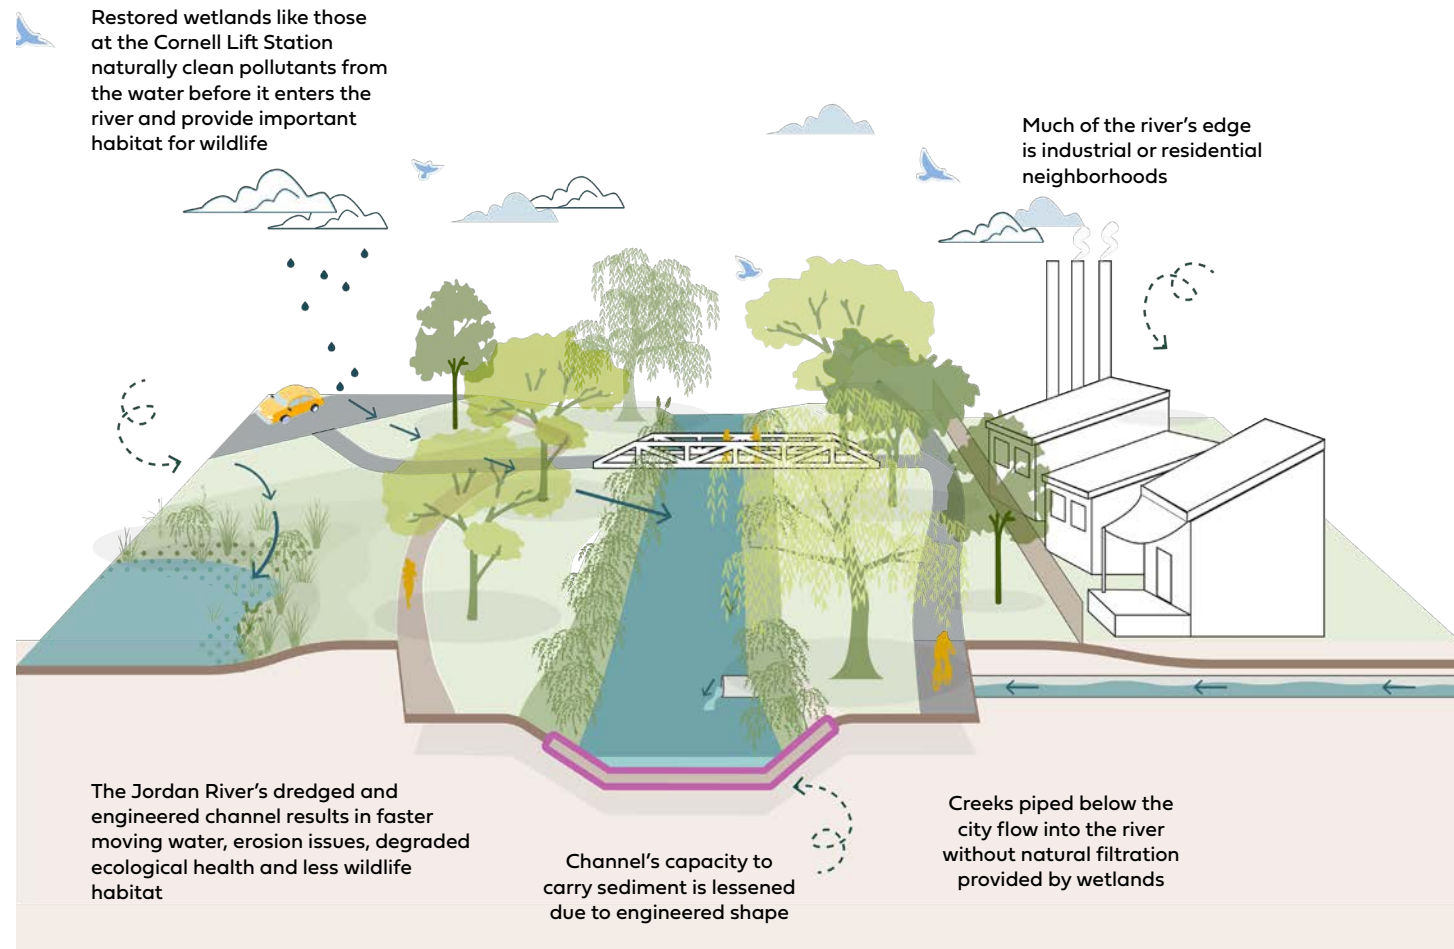 Restored wetlands like those
at the Cornell Lift Station
naturally clean pollutants from
the water before it enters the
river and provide important
habitat for wildlife
Much of the river's edge
is industrial or residential
neighborhoods
The Jordan River's dredged and
engineered channel results in faster
moving water, erosion issues, degraded
ecological health and less wildlife
habitat
Channel's capacity to
carry sediment is lessened
due to engineered shape
Creeks piped below the
city flow into the river
without natural filtration
provided by wetlands